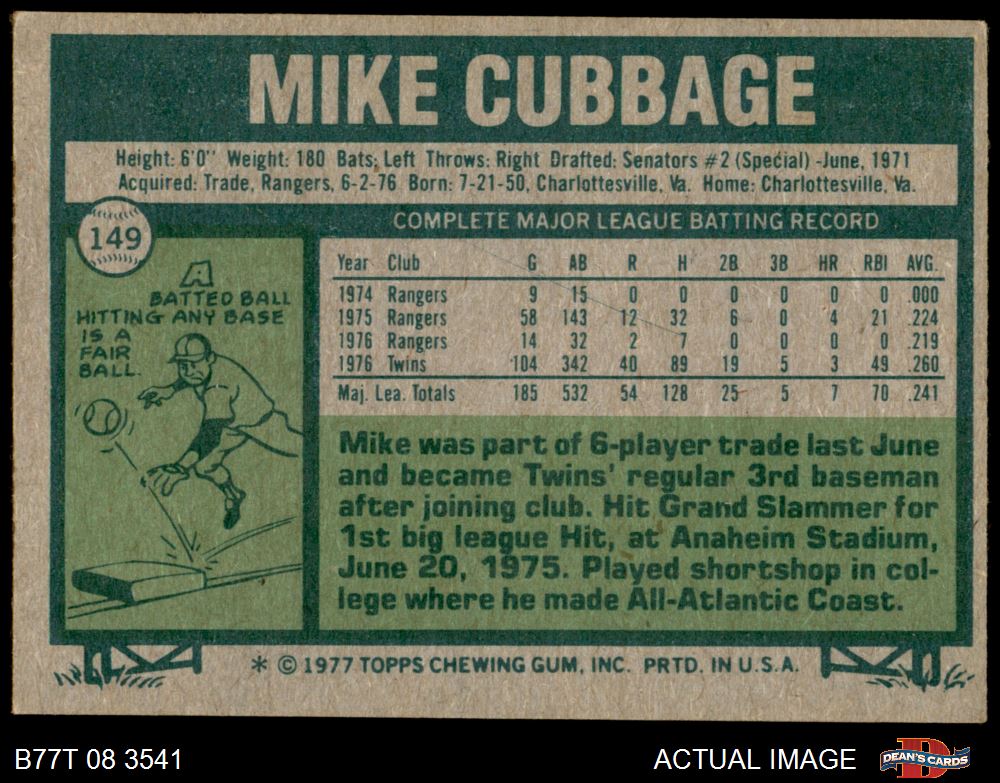 MIKE CUBBAGE
Height: 6'0" Weight: 180 Bats: Left Throws: Right Drafted: Senators #2 (Special) -June, 1971
Acquired: Trade, Rangers, 6-2-76 Born: 7-21-50, Charlottesville, Va. Home: Charlottesville, Va.
149
A
BATTED BALL
HITTING ANY BASE
IS A
FAIR
BALL.
COMPLETE MAJOR LEAGUE BATTING RECORD
Year Club G AB R H 2B 3B HR RBI AVG.
1974 Rangers 9 15 0 0 0 0 0 0 .000
1975 Rangers 58 143 12 32 6 0 4 21 .224
1976 Rangers 14 32 2 7 0 0 0 0 .219
1976 Twins 104 342 40 89 19 5 3 49 .260
Maj. Lea. Totals 185 532 54 128 25 5 7 70 .241
Mike was part of 6-player trade last June
and became Twins' regular 3rd baseman
after joining club. Hit Grand Slammer for
1st big league Hit, at Anaheim Stadium,
June 20, 1975. Played shortshop in col-
lege where he made All-Atlantic Coast.
* © 1977 TOPPS CHEWING GUM, INC. PRTD. IN U.S.A.
B77T 08 3541
ACTUAL IMAGE
DEAN'S CARDS